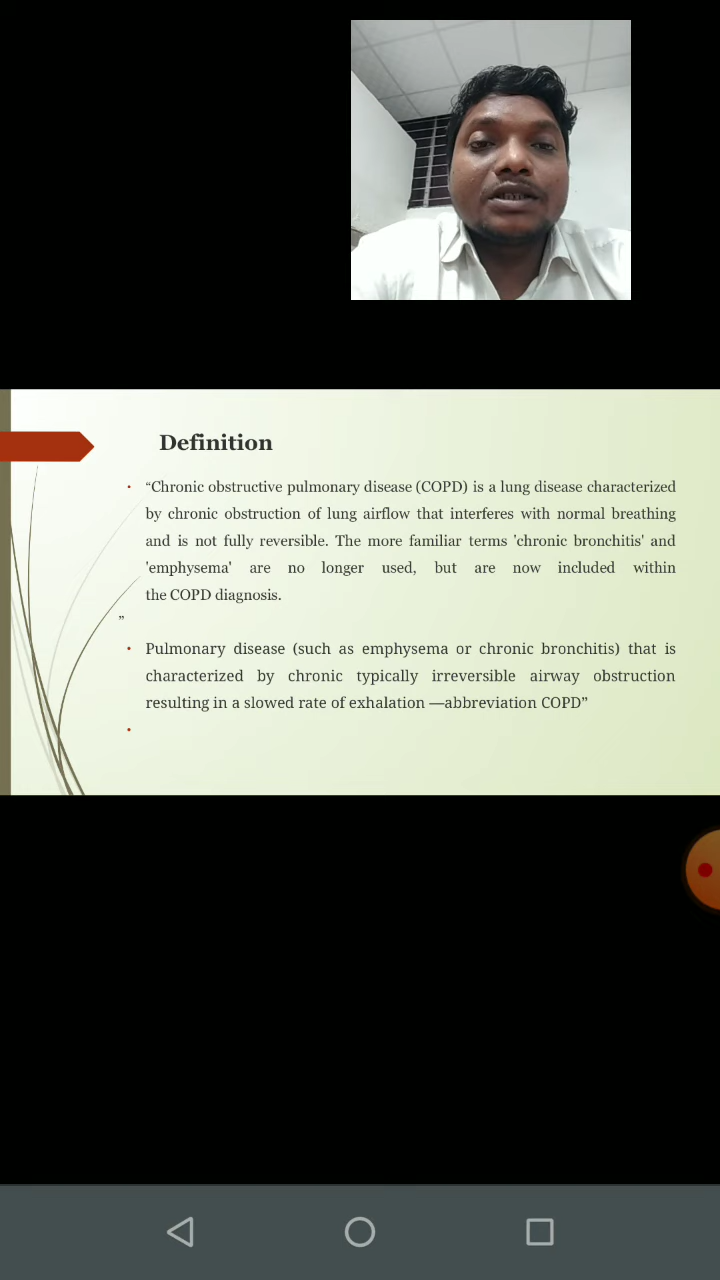 Definition
• “Chronic obstructive pulmonary disease (COPD) is a lung disease characterized
by chronic obstruction of lung airflow that interferes with normal breathing
and is not fully reversible. The more familiar terms 'chronic bronchitis' and
'emphysema' are no longer used, but are now included within
the COPD diagnosis.
”
• Pulmonary disease (such as emphysema or chronic bronchitis) that is
characterized by chronic typically irreversible airway obstruction
resulting in a slowed rate of exhalation —abbreviation COPD”
•